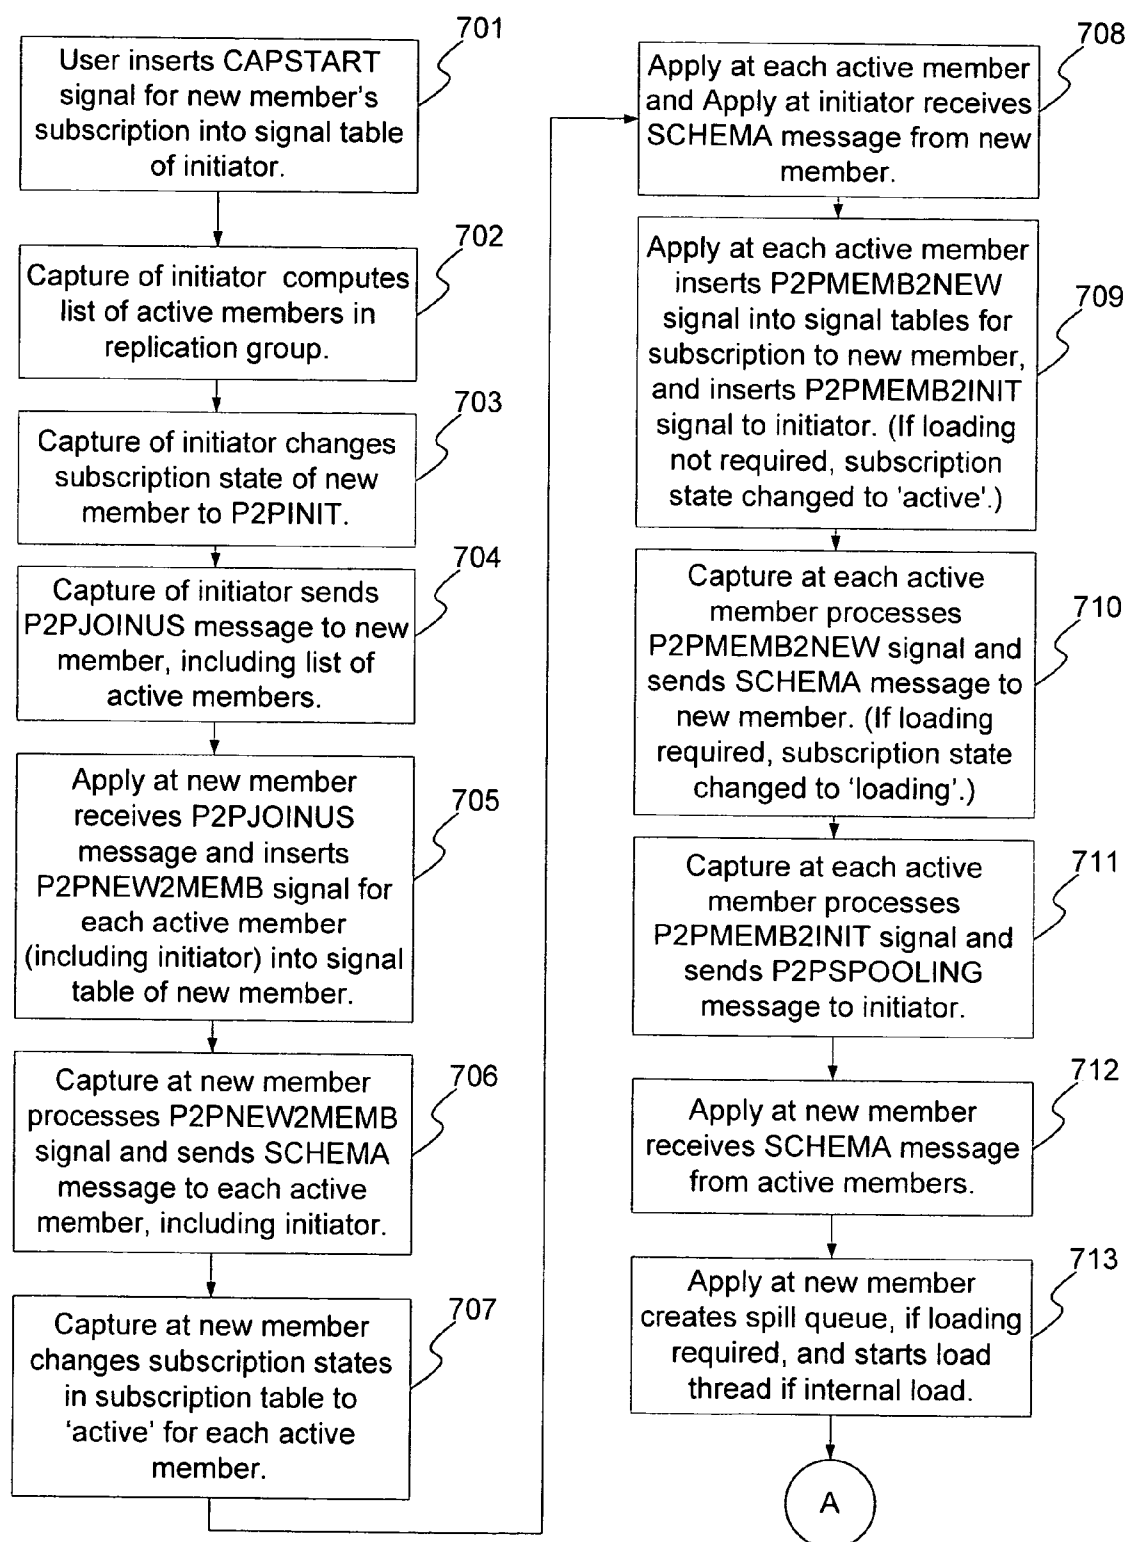 701
User inserts CAPSTART
signal for new member's
subscription into signal table
of initiator.
702
Capture of initiator computes
list of active members in
replication group.
703
Capture of initiator changes
subscription state of new
member to P2PINIT.
704
Capture of initiator sends
P2PJOINUS message to new
member, including list of
active members.
705
Apply at new member
receives P2PJOINUS
message and inserts
P2PNEW2MEMB signal for
each active member
(including initiator) into signal
table of new member.
706
Capture at new member
processes P2PNEW2MEMB
signal and sends SCHEMA
message to each active
member, including initiator.
707
Capture at new member
changes subscription states
in subscription table to
'active' for each active
member.
708
Apply at each active member
and Apply at initiator receives
SCHEMA message from new
member.
709
Apply at each active member
inserts P2PMEMB2NEW
signal into signal tables for
subscription to new member,
and inserts P2PMEMB2INIT
signal to initiator. (If loading
not required, subscription
state changed to 'active'.)
710
Capture at each active
member processes
P2PMEMB2NEW signal and
sends SCHEMA message to
new member. (If loading
required, subscription state
changed to 'loading'.)
711
Capture at each active
member processes
P2PMEMB2INIT signal and
sends P2PSPOOLING
message to initiator.
712
Apply at new member
receives SCHEMA message
from active members.
713
Apply at new member
creates spill queue, if loading
required, and starts load
thread if internal load.
A